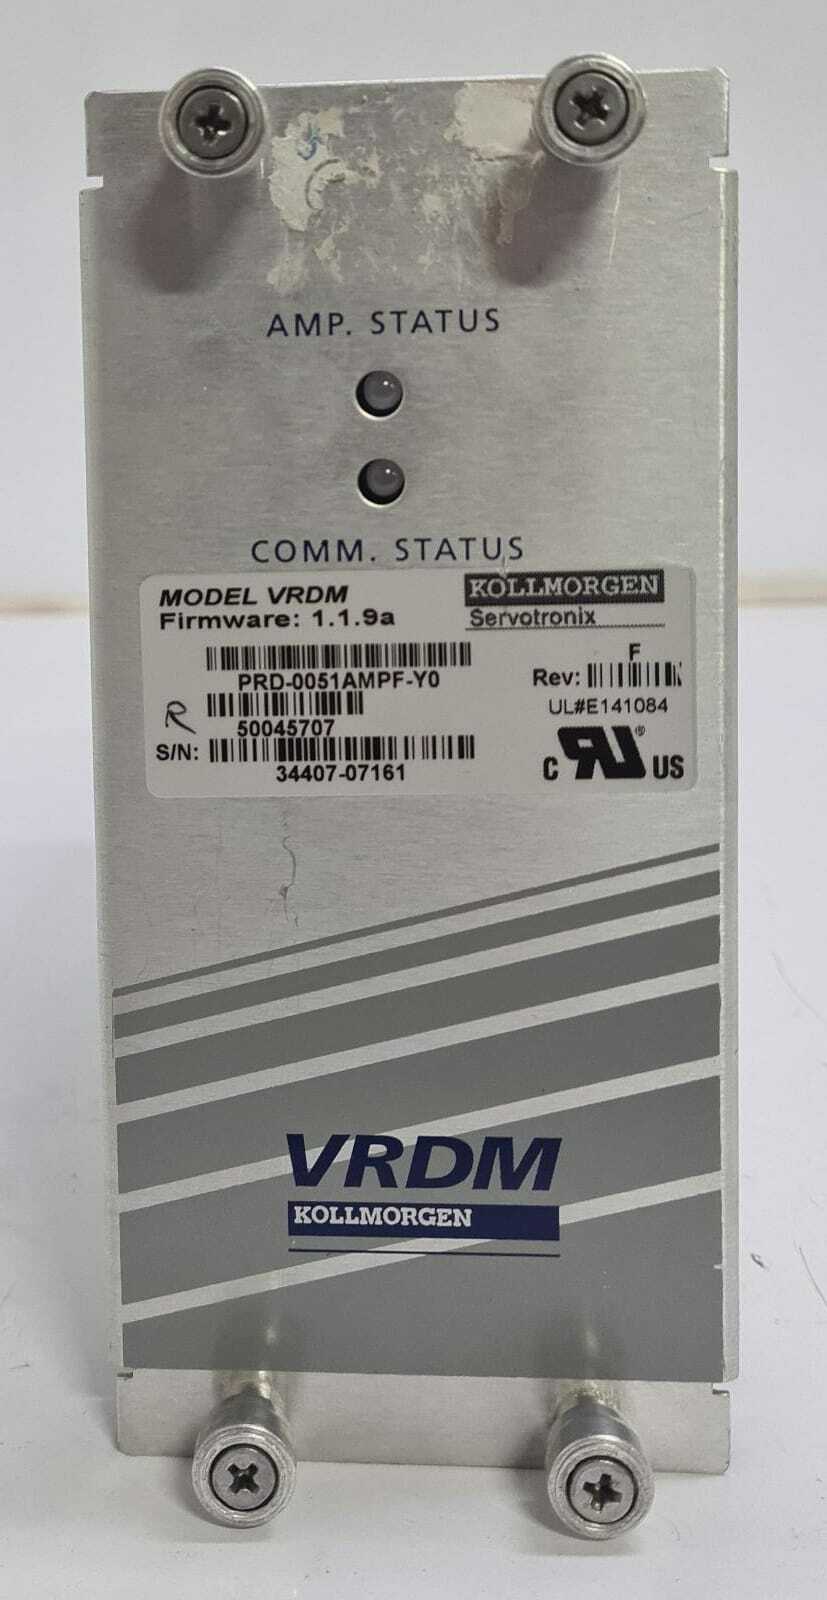 AMP. STATUS
COMM. STATUS
MODEL VRDM
KOLLMORGEN
Firmware: 1.1.9a
Servotronix
PRD-0051AMPF-Y0
F
Rev:
UL#E141084
R
50045707
S/N:
34407-07161
C RU® US
VRDM
KOLLMORGEN